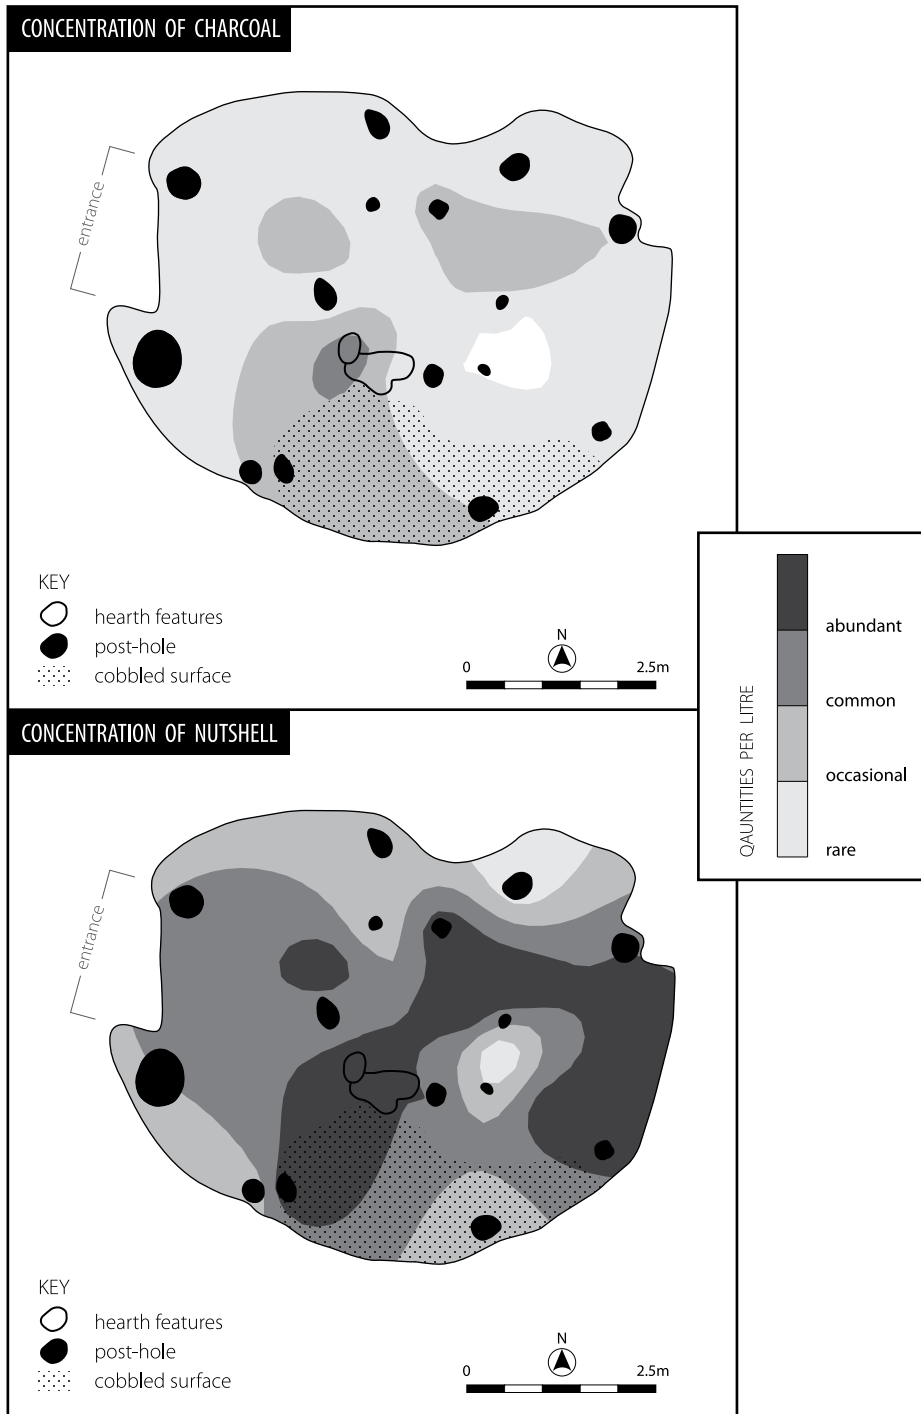 CONCENTRATION OF CHARCOAL
entrance
KEY
hearth features
post-hole
cobbled surface
N
0 2.5m
QAUNTITIES PER LITRE
abundant
common
occasional
rare
CONCENTRATION OF NUTSHELL
entrance
KEY
hearth features
post-hole
cobbled surface
N
0 2.5m